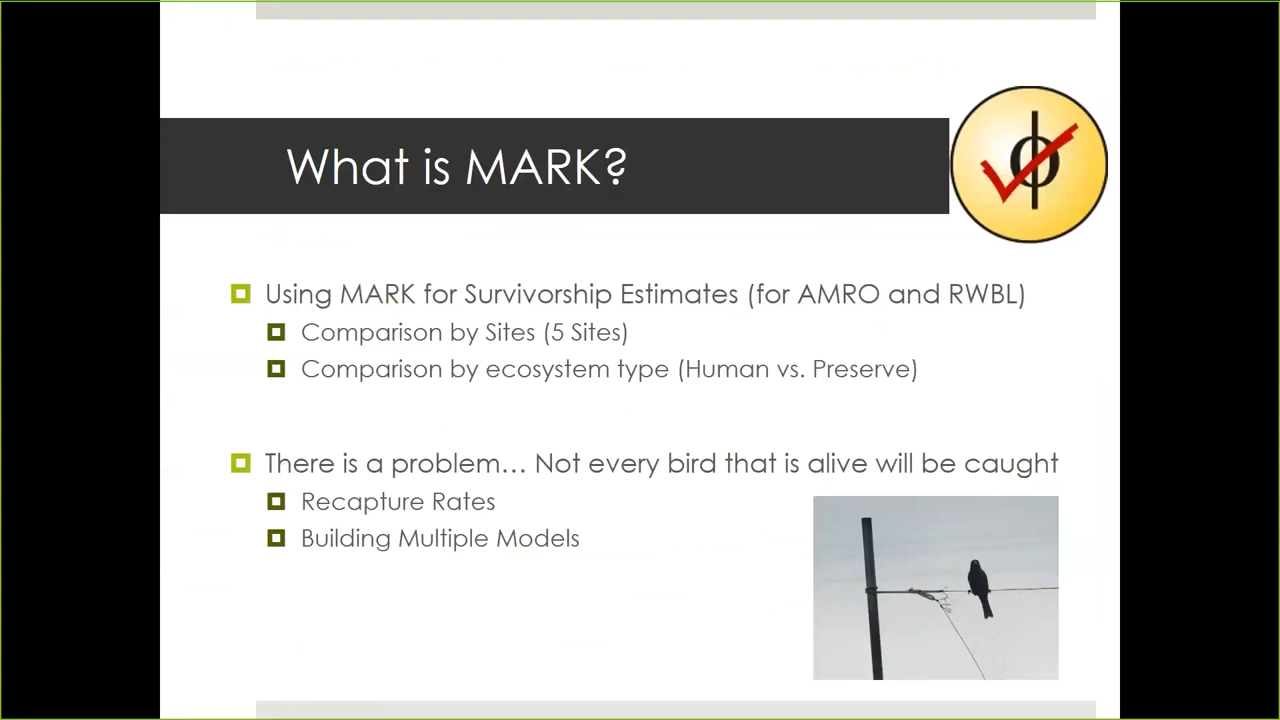 What is MARK?
ϕ
Using MARK for Survivorship Estimates (for AMRO and RWBL)
Comparison by Sites (5 Sites)
Comparison by ecosystem type (Human vs. Preserve)
There is a problem… Not every bird that is alive will be caught
Recapture Rates
Building Multiple Models